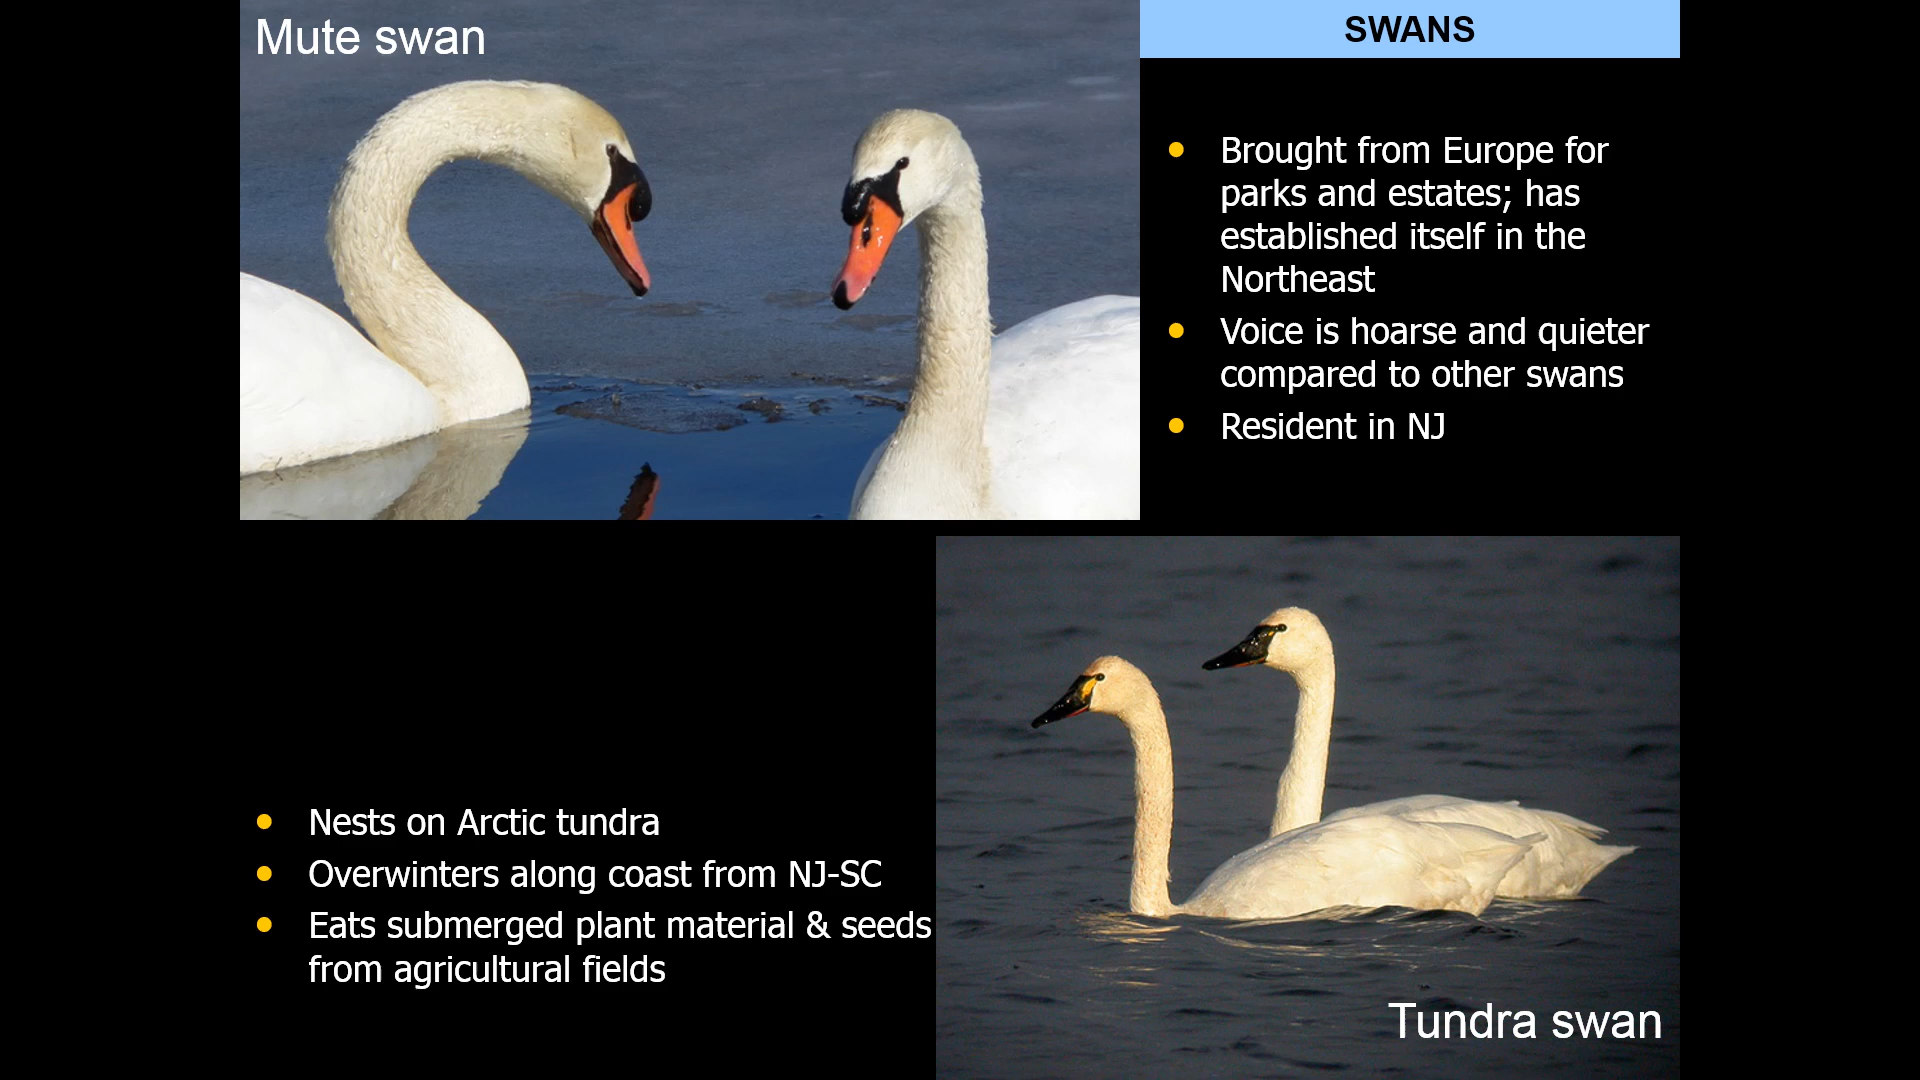 Mute swan
SWANS
• Brought from Europe for
parks and estates; has
established itself in the
Northeast
• Voice is hoarse and quieter
compared to other swans
• Resident in NJ
• Nests on Arctic tundra
• Overwinters along coast from NJ-SC
• Eats submerged plant material & seeds
from agricultural fields
Tundra swan